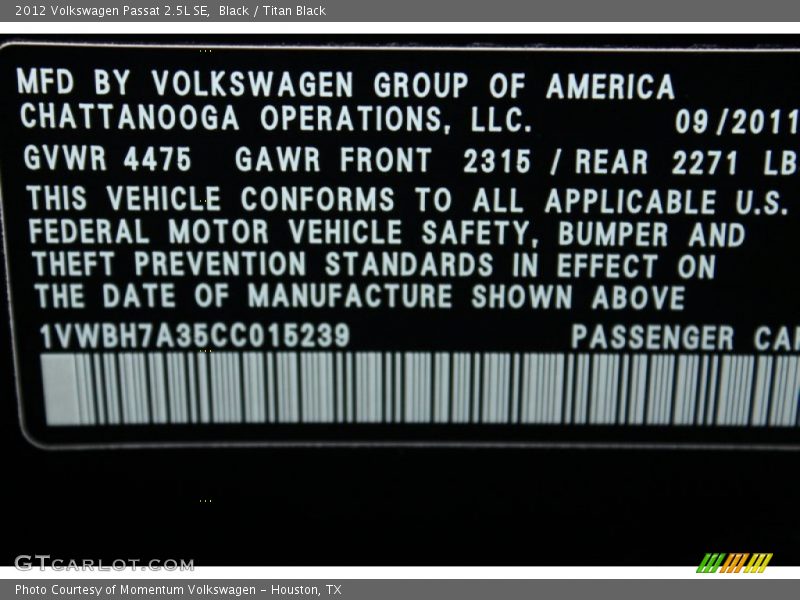 2012 Volkswagen Passat 2.5L SE, Black / Titan Black
MFD BY VOLKSWAGEN GROUP OF AMERICA
CHATTANOOGA OPERATIONS, LLC. 09/2011
GVWR 4475 GAWR FRONT 2315 / REAR 2271 LB
THIS VEHICLE CONFORMS TO ALL APPLICABLE U.S.
FEDERAL MOTOR VEHICLE SAFETY, BUMPER AND
THEFT PREVENTION STANDARDS IN EFFECT ON
THE DATE OF MANUFACTURE SHOWN ABOVE
1VWBH7A35CC015239 PASSENGER CAR
GTCARLOT.COM
Photo Courtesy of Momentum Volkswagen - Houston, TX